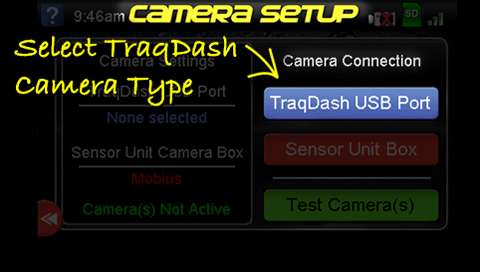 9:46am CAMERA SETUP SD
Select TraqDash
Camera Type
Camera Settings
TraqDash USB Port
None selected
Sensor Unit Camera Box
Mobius
Camera(s) Not Active
Camera Connection
TraqDash USB Port
Sensor Unit Box
Test Camera(s)